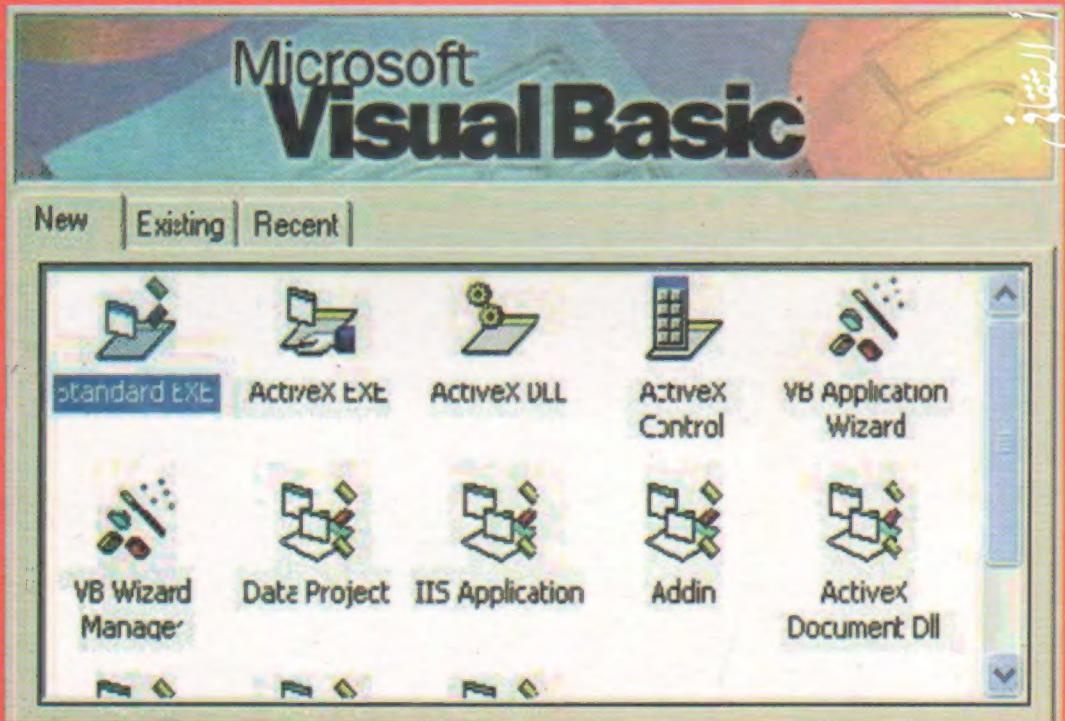 Microsoft
Visual Basic
New Existing Recent
Standard EXE ActiveX EXE ActiveX DLL ActiveX Control VB Application Wizard
VB Wizard Manager Data Project IIS Application Addin ActiveX Document Dll